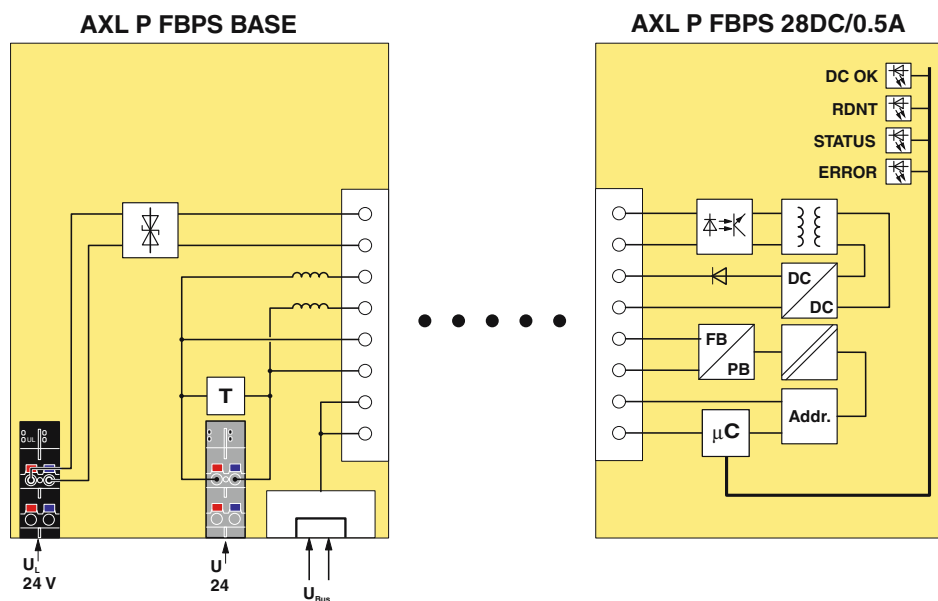 AXL P FBPS BASE
AXL P FBPS 28DC/0.5A
DC OK
RDNT
STATUS
ERROR
DC
DC
FB
PB
T
Addr.
µC
UL
UL
24 V
U
24
UBus